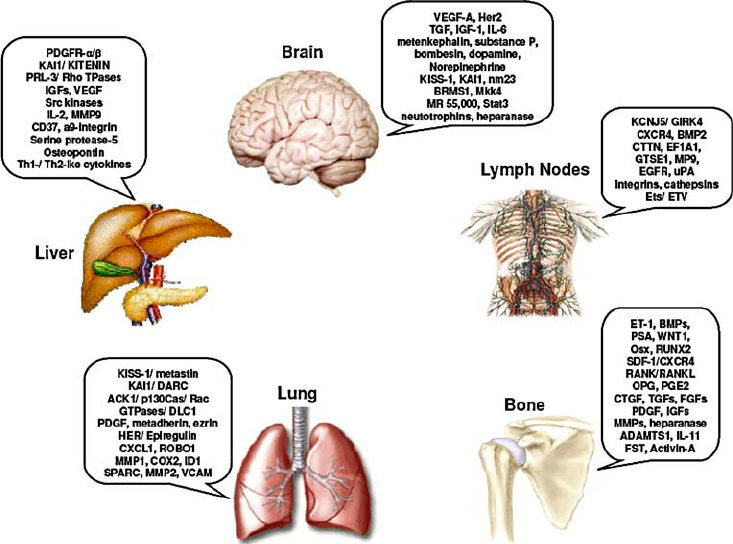 VEGF-A, Her2
TGF, IGF-1, IL-6
metenkephalin, substance P,
bombesin, dopamine,
Norepinephrine
KISS-1, KAI1, nm23
BRMS1, Mkk4
MR 55,000, Stat3
neutotrophins, heparanase
Brain
PDGFR-α/β
KAI1/ KITENIN
PRL-3/ Rho TPases
IGFs, VEGF
Src kinases
IL-2, MMP9
CD37, a9-integrin
Serine protease-5
Osteopontin
Th1-/ Th2-like cytokines
Liver
KCNJ5/ GIRK4
CXCR4, BMP2
CTTN, EF1A1,
GTSE1, MP9,
EGFR, uPA
integrins, cathepsins
Ets/ ETV
Lymph Nodes
KISS-1/ metastin
KAI1/ DARC
ACK1/ p130Cas/ Rac
GTPases/ DLC1
PDGF, metadherin, ezrin
HER/ Epiregulin
CXCL1, ROBO1
MMP1, COX2, ID1
SPARC, MMP2, VCAM
Lung
ET-1, BMPs,
PSA, WNT1,
Osx, RUNX2
SDF-1/CXCR4
RANK/RANKL
OPG, PGE2
CTGF, TGFs, FGFs
PDGF, IGFs
MMPs, heparanase
ADAMTS1, IL-11
FST, Activin-A
Bone